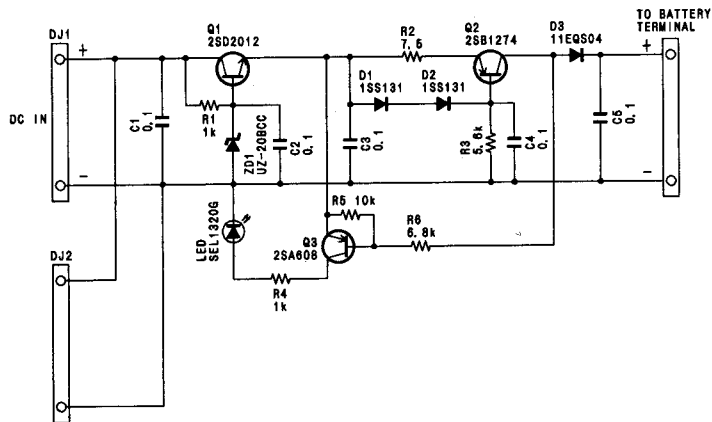 DJ1
+
DC IN
-
C1
0.1
Q1
2SD2012
R1
1k
ZD1
UZ-20BCC
C2
0.1
D1
1SS131
D2
1SS131
C3
0.1
R2
7.5
Q2
2SB1274
R3
5.6k
C4
0.1
D3
11EQS04
C5
0.1
TO BATTERY
TERMINAL
+
-
LED
SEL1320G
R5 10k
Q3
2SA608
R6
6.8k
R4
1k
DJ2